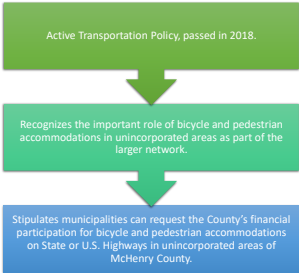 Active Transportation Policy, passed in 2018.
Recognizes the important role of bicycle and pedestrian
accommodations in unincorporated areas as part of the
larger network.
Stipulates municipalities can request the County's financial
participation for bicycle and pedestrian accommodations
on State or U.S. Highways in unincorporated areas of
McHenry County.